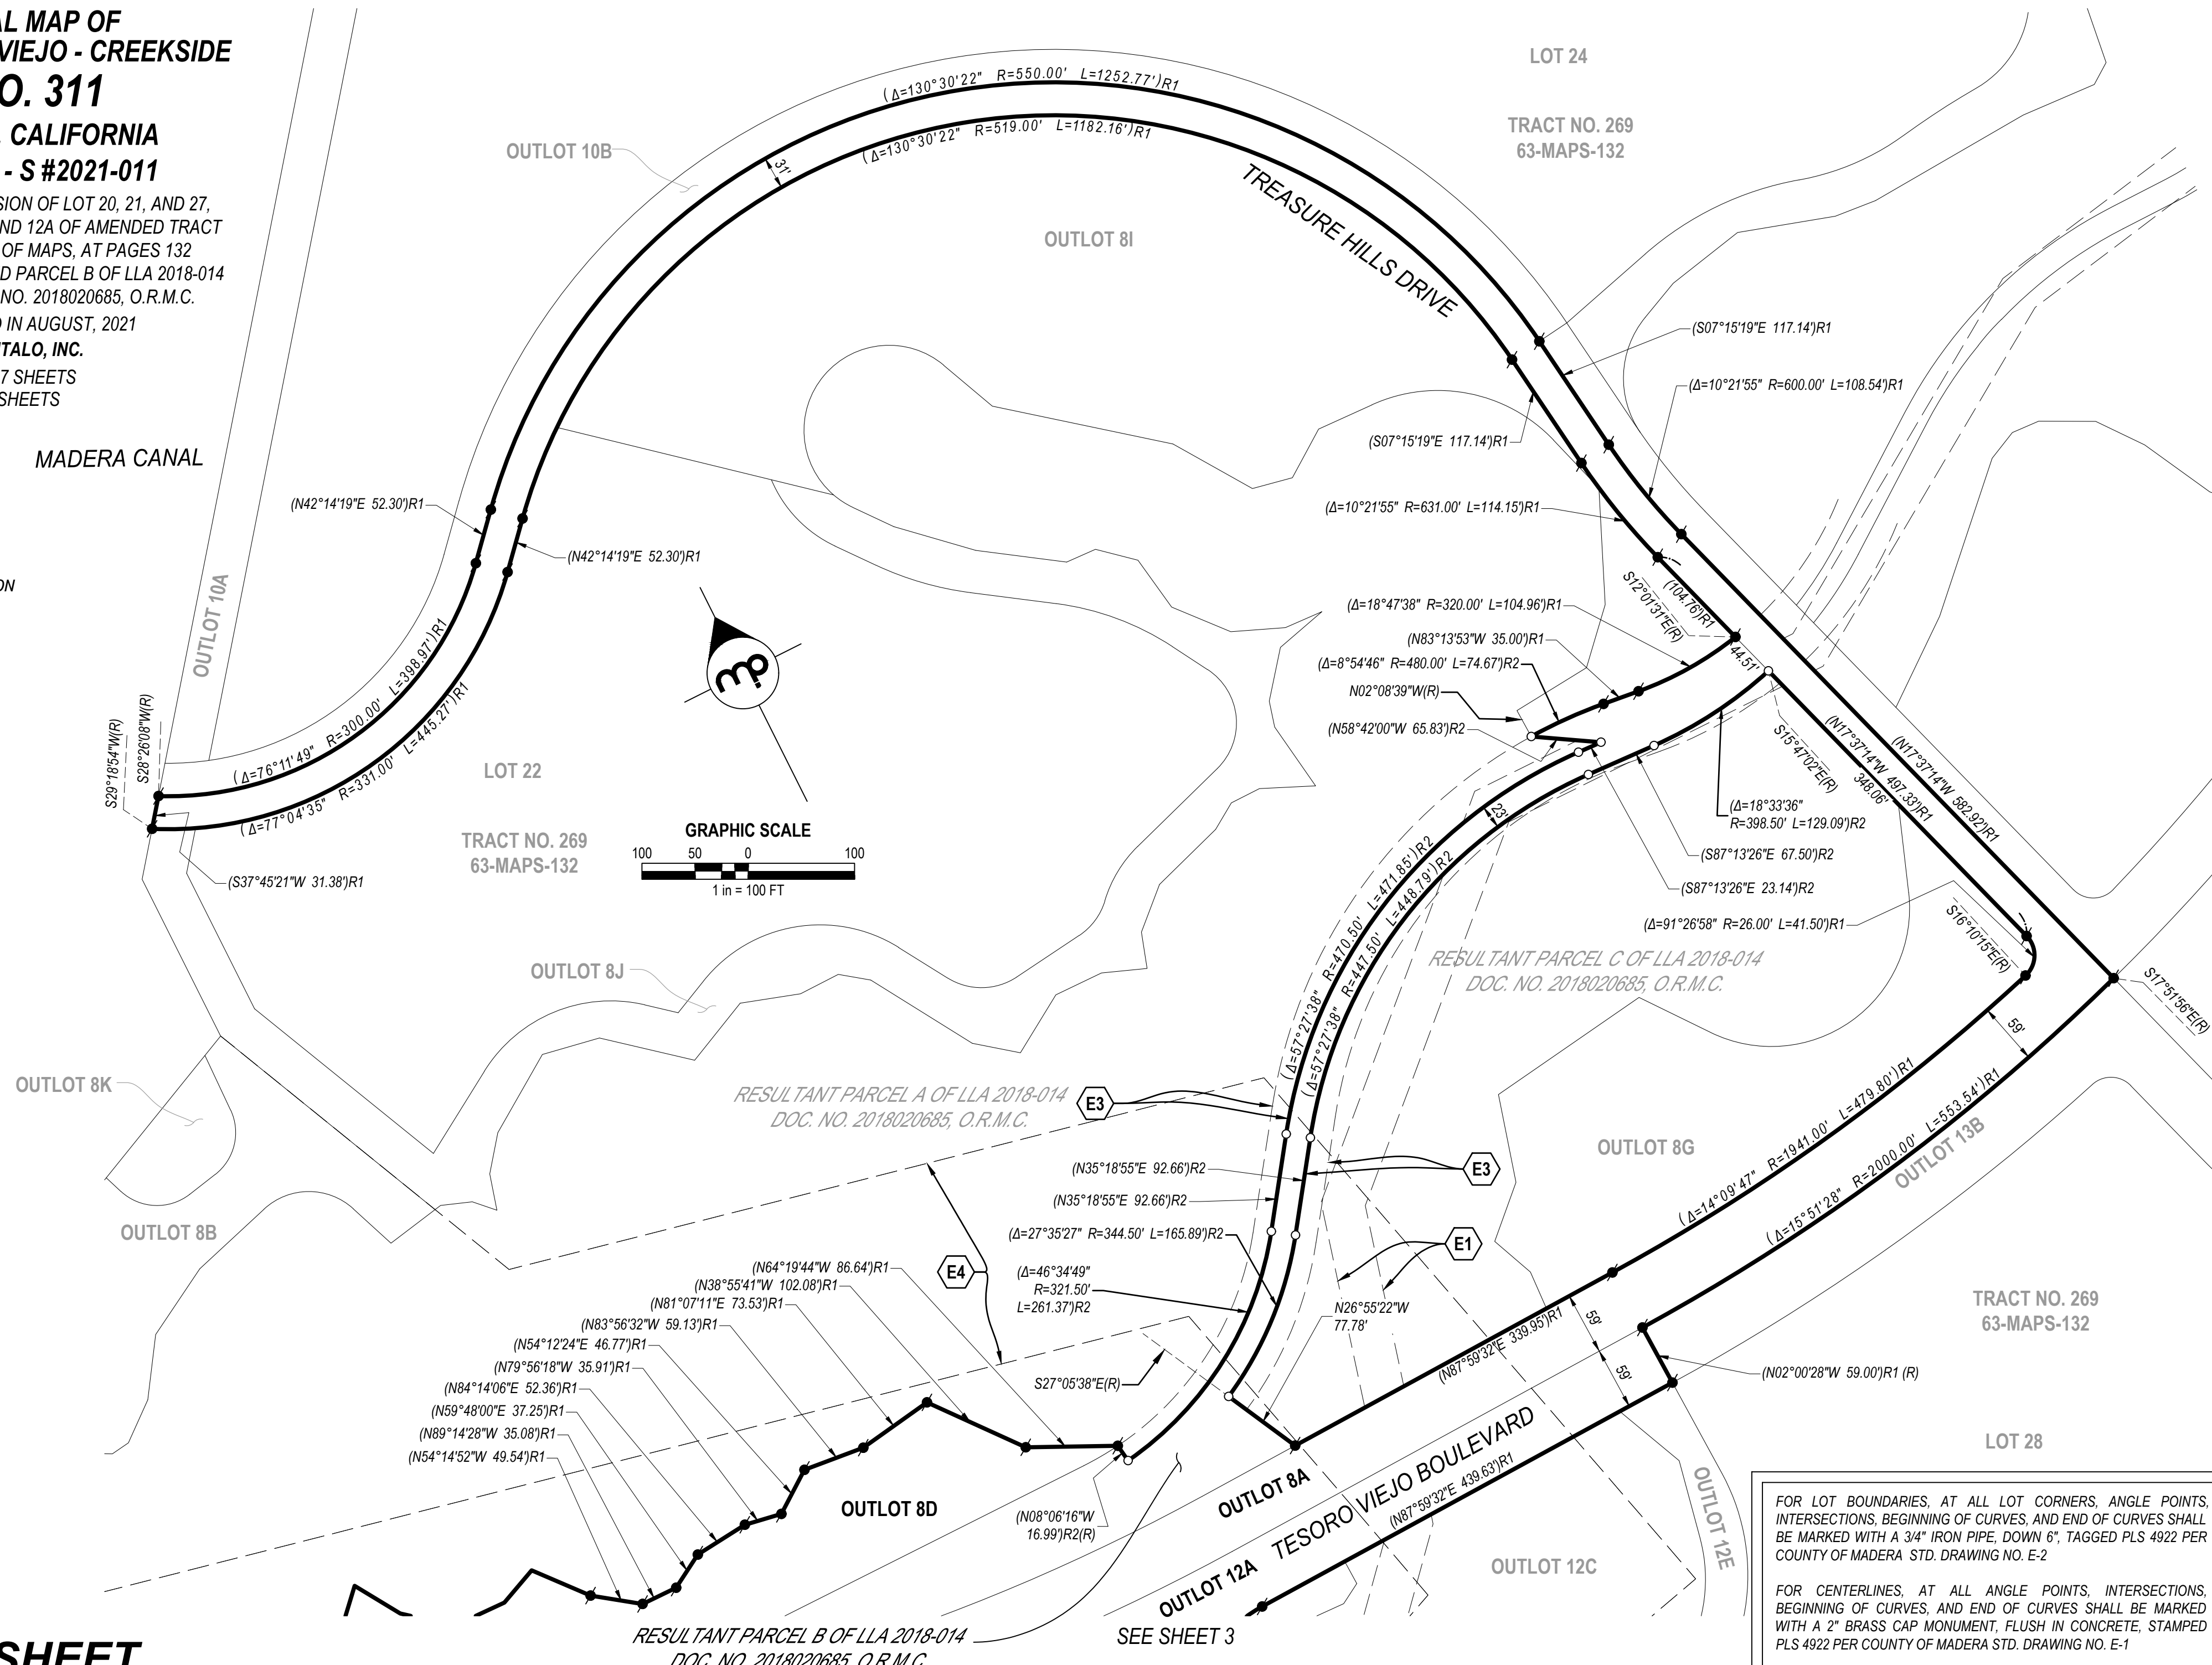 AL MAP OF
VIEJO - CREEKSIDE
O. 311
, CALIFORNIA
- S #2021-011
SION OF LOT 20, 21, AND 27,
ND 12A OF AMENDED TRACT
OF MAPS, AT PAGES 132
D PARCEL B OF LLA 2018-014
NO. 2018020685, O.R.M.C.
IN AUGUST, 2021
TALO, INC.
7 SHEETS
SHEETS
MADERA CANAL
ON
OUTLOT 10A
OUTLOT 10B
(Δ=130°30'22" R=550.00' L=1252.77')R1
(Δ=130°30'22" R=519.00' L=1182.16')R1
31'
OUTLOT 8I
TREASURE HILLS DRIVE
LOT 24
TRACT NO. 269
63-MAPS-132
(S07°15'19"E 117.14')R1
(Δ=10°21'55" R=600.00' L=108.54')R1
(S07°15'19"E 117.14')R1
(Δ=10°21'55" R=631.00' L=114.15')R1
(N42°14'19"E 52.30')R1
(N42°14'19"E 52.30')R1
(Δ=76°11'49" R=300.00' L=398.97')R1
(Δ=77°04'35" R=331.00' L=445.27')R1
S29°18'54"W(R)
S28°26'08"W(R)
(S37°45'21"W 31.38')R1
LOT 22
TRACT NO. 269
63-MAPS-132
GRAPHIC SCALE
100 50 0 100
1 in = 100 FT
(104.76')R1
S12°01'31"E(R)
44.51'
(Δ=18°47'38" R=320.00' L=104.96')R1
(N83°13'53"W 35.00')R1
(Δ=8°54'46" R=480.00' L=74.67')R2
N02°08'39"W(R)
(N58°42'00"W 65.83')R2
S15°47'02"E(R)
(N17°37'14"W 497.33')R1
348.06'
(N17°37'14"W 582.92')R1
(Δ=18°33'36"
R=398.50' L=129.09')R2
(S87°13'26"E 67.50')R2
(S87°13'26"E 23.14')R2
(Δ=91°26'58" R=26.00' L=41.50')R1
S16°10'15"E(R)
S17°51'56"E(R)
23'
(Δ=57°27'38" R=470.50' L=471.85')R2
(Δ=57°27'38" R=447.50' L=448.79')R2
RESULTANT PARCEL C OF LLA 2018-014
DOC. NO. 2018020685, O.R.M.C.
OUTLOT 8J
OUTLOT 8K
OUTLOT 8B
RESULTANT PARCEL A OF LLA 2018-014
DOC. NO. 2018020685, O.R.M.C.
E3
E3
E1
E4
OUTLOT 8G
59'
(Δ=14°09'47" R=1941.00' L=479.80')R1
(Δ=15°51'28" R=2000.00' L=553.54')R1
OUTLOT 13B
(N35°18'55"E 92.66')R2
(N35°18'55"E 92.66')R2
(Δ=27°35'27" R=344.50' L=165.89')R2
(Δ=46°34'49"
R=321.50'
L=261.37')R2
N26°55'22"W
77.78'
S27°05'38"E(R)
(N64°19'44"W 86.64')R1
(N38°55'41"W 102.08')R1
(N81°07'11"E 73.53')R1
(N83°56'32"W 59.13')R1
(N54°12'24"E 46.77')R1
(N79°56'18"W 35.91')R1
(N84°14'06"E 52.36')R1
(N59°48'00"E 37.25')R1
(N89°14'28"W 35.08')R1
(N54°14'52"W 49.54')R1
OUTLOT 8D
(N08°06'16"W
16.99')R2(R)
(N87°59'32"E 339.95')R1
59'
59'
OUTLOT 8A
TESORO VIEJO BOULEVARD
OUTLOT 12A
(N87°59'32"E 439.63')R1
(N02°00'28"W 59.00')R1 (R)
TRACT NO. 269
63-MAPS-132
LOT 28
OUTLOT 12E
OUTLOT 12C
FOR LOT BOUNDARIES, AT ALL LOT CORNERS, ANGLE POINTS,
INTERSECTIONS, BEGINNING OF CURVES, AND END OF CURVES SHALL
BE MARKED WITH A 3/4" IRON PIPE, DOWN 6", TAGGED PLS 4922 PER
COUNTY OF MADERA STD. DRAWING NO. E-2
FOR CENTERLINES, AT ALL ANGLE POINTS, INTERSECTIONS,
BEGINNING OF CURVES, AND END OF CURVES SHALL BE MARKED
WITH A 2" BRASS CAP MONUMENT, FLUSH IN CONCRETE, STAMPED
PLS 4922 PER COUNTY OF MADERA STD. DRAWING NO. E-1
RESULTANT PARCEL B OF LLA 2018-014
DOC. NO. 2018020685, O.R.M.C.
SEE SHEET 3
SHEET